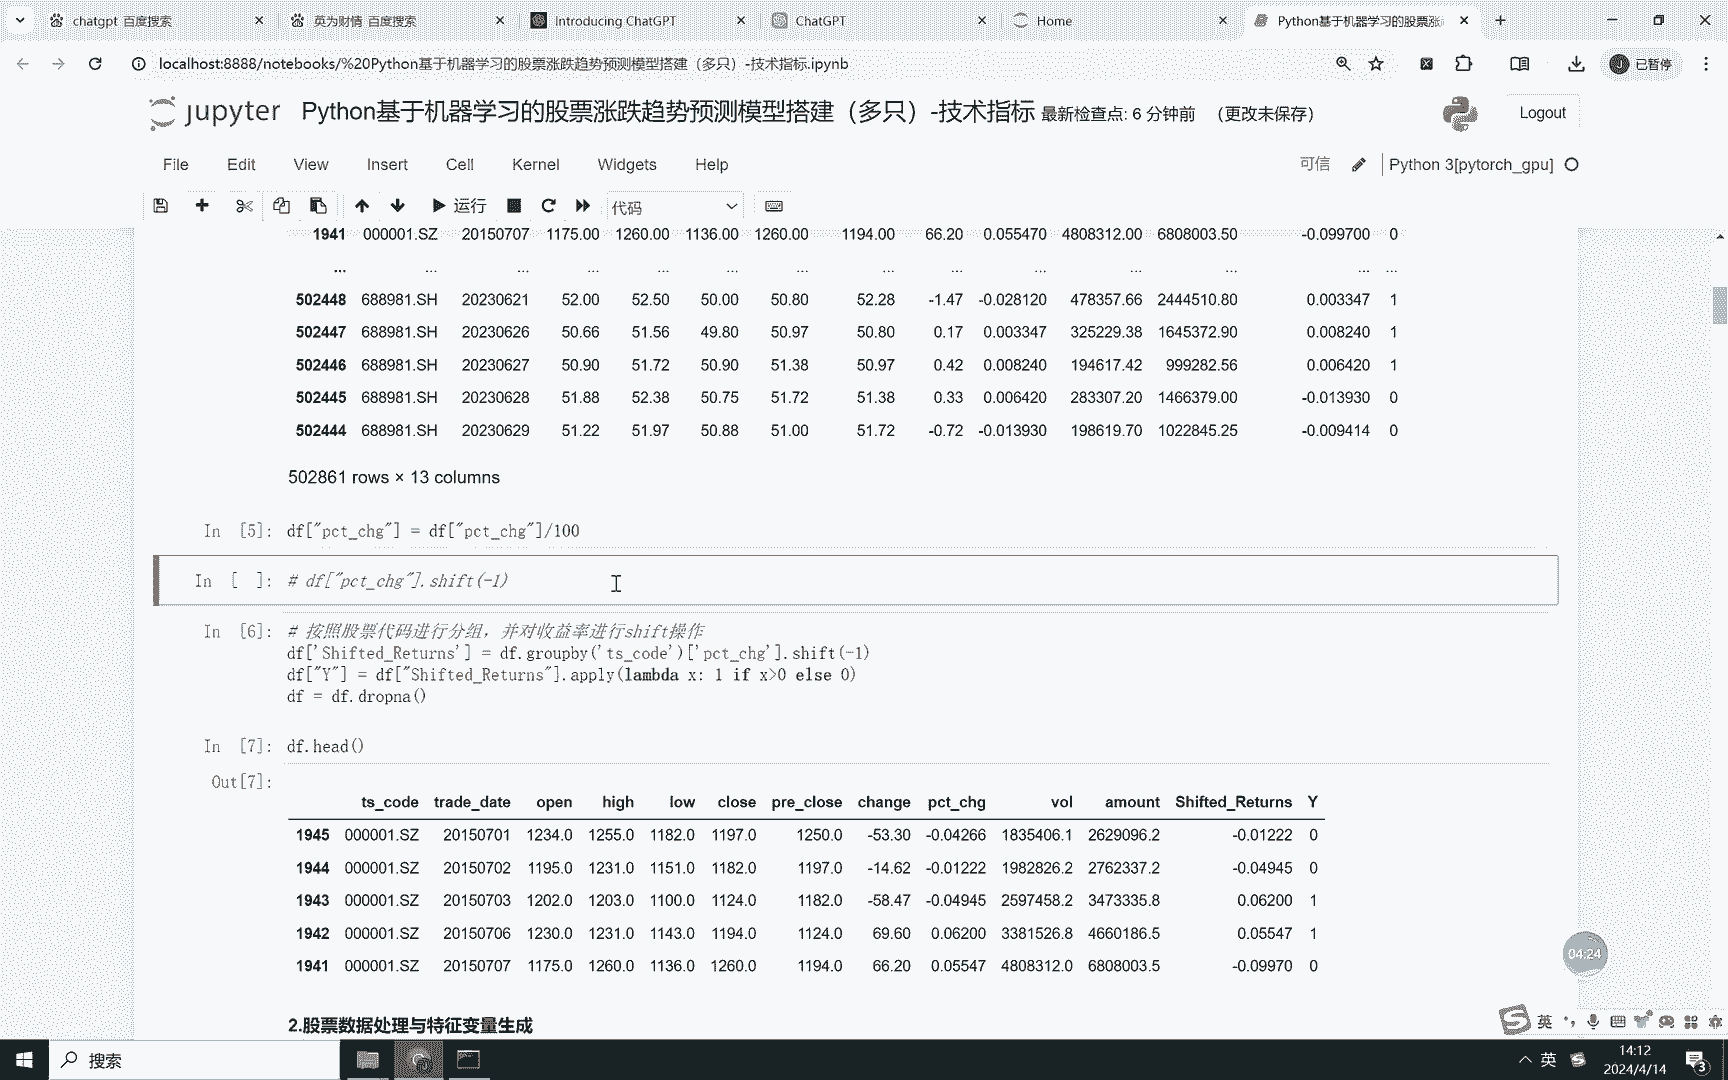 chatgpt_百度搜索
英为财情_百度搜索
Introducing ChatGPT
ChatGPT
Home
Python基于机器学习的股票涨
localhost:8888/notebooks/%20Python基于机器学习的股票涨跌趋势预测模型搭建（多只）-技术指标.ipynb
已暂停
jupyter Python基于机器学习的股票涨跌趋势预测模型搭建（多只）-技术指标 最新检查点: 6 分钟前 （更改未保存）
Logout
File Edit View Insert Cell Kernel Widgets Help
可信 Python 3[pytorch_gpu]
运行 代码
1941 000001.SZ 20150707 1175.00 1260.00 1136.00 1260.00 1194.00 66.20 0.055470 4808312.00 6808003.50 -0.099700 0
... ... ... ... ... ... ... ... ... ... ... ... ... ...
502448 688981.SH 20230621 52.00 52.50 50.00 50.80 52.28 -1.47 -0.028120 478357.66 2444510.80 0.003347 1
502447 688981.SH 20230626 50.66 51.56 49.80 50.97 50.80 0.17 0.003347 325229.38 1645372.90 0.008240 1
502446 688981.SH 20230627 50.90 51.72 50.90 51.38 50.97 0.42 0.008240 194617.42 999282.56 0.006420 1
502445 688981.SH 20230628 51.88 52.38 50.75 51.72 51.38 0.33 0.006420 283307.20 1466379.00 -0.013930 0
502444 688981.SH 20230629 51.22 51.97 50.88 51.00 51.72 -0.72 -0.013930 198619.70 1022845.25 -0.009414 0
502861 rows × 13 columns
In [5]: df["pct_chg"] = df["pct_chg"]/100
In [ ]: # df["pct_chg"].shift(-1)
In [6]: # 按照股票代码进行分组，并对收益率进行shift操作
df['Shifted_Returns'] = df.groupby('ts_code')['pct_chg'].shift(-1)
df["Y"] = df["Shifted_Returns"].apply(lambda x: 1 if x>0 else 0)
df = df.dropna()
In [7]: df.head()
Out[7]:
ts_code trade_date open high low close pre_close change pct_chg vol amount Shifted_Returns Y
1945 000001.SZ 20150701 1234.0 1255.0 1182.0 1197.0 1250.0 -53.30 -0.04266 1835406.1 2629096.2 -0.01222 0
1944 000001.SZ 20150702 1195.0 1231.0 1151.0 1182.0 1197.0 -14.62 -0.01222 1982826.2 2762337.2 -0.04945 0
1943 000001.SZ 20150703 1202.0 1203.0 1100.0 1124.0 1182.0 -58.47 -0.04945 2597458.2 3473335.8 0.06200 1
1942 000001.SZ 20150706 1230.0 1231.0 1143.0 1194.0 1124.0 69.60 0.06200 3381526.8 4660186.5 0.05547 1
1941 000001.SZ 20150707 1175.0 1260.0 1136.0 1260.0 1194.0 66.20 0.05547 4808312.0 6808003.5 -0.09970 0
04:24
2.股票数据处理与特征变量生成
英
搜索
英
14:12
2024/4/14
3